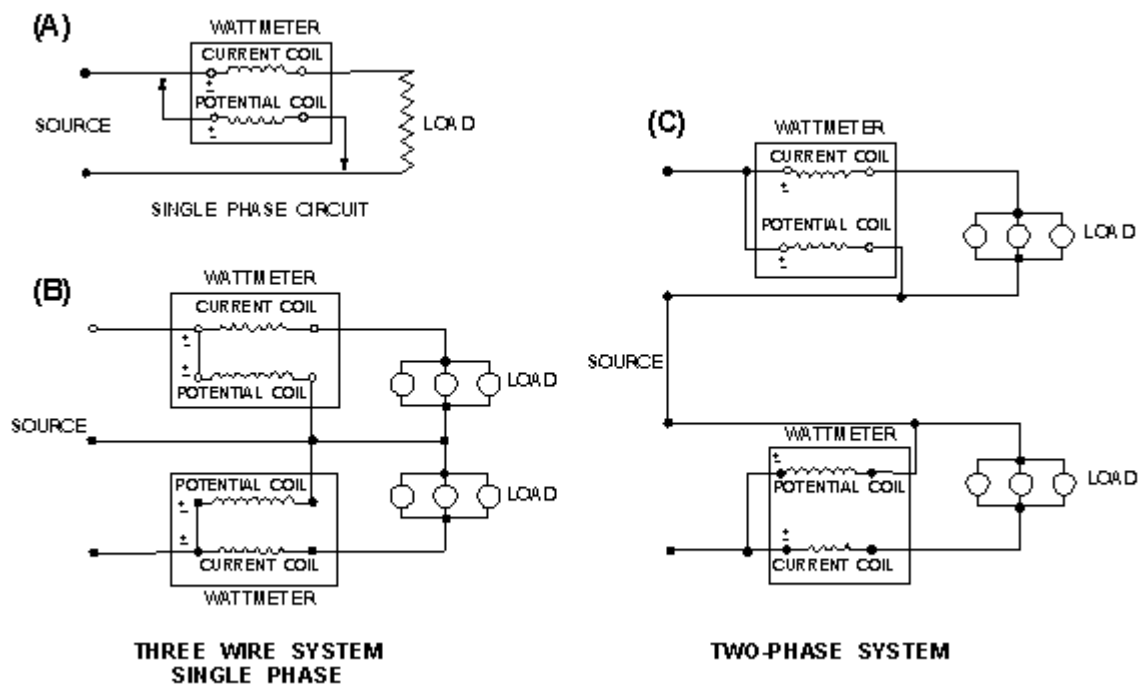 (A)
WATTMETER
CURRENT COIL
±
POTENTIAL COIL
±
SOURCE
LOAD
SINGLE PHASE CIRCUIT
(B)
WATTMETER
CURRENT COIL
±
±
POTENTIAL COIL
LOAD
SOURCE
POTENTIAL COIL
±
±
LOAD
CURRENT COIL
WATTMETER
THREE WIRE SYSTEM
SINGLE PHASE
(C)
WATTMETER
CURRENT COIL
±
POTENTIAL COIL
±
LOAD
SOURCE
WATTMETER
±
POTENTIAL COIL
LOAD
±
CURRENT COIL
TWO-PHASE SYSTEM